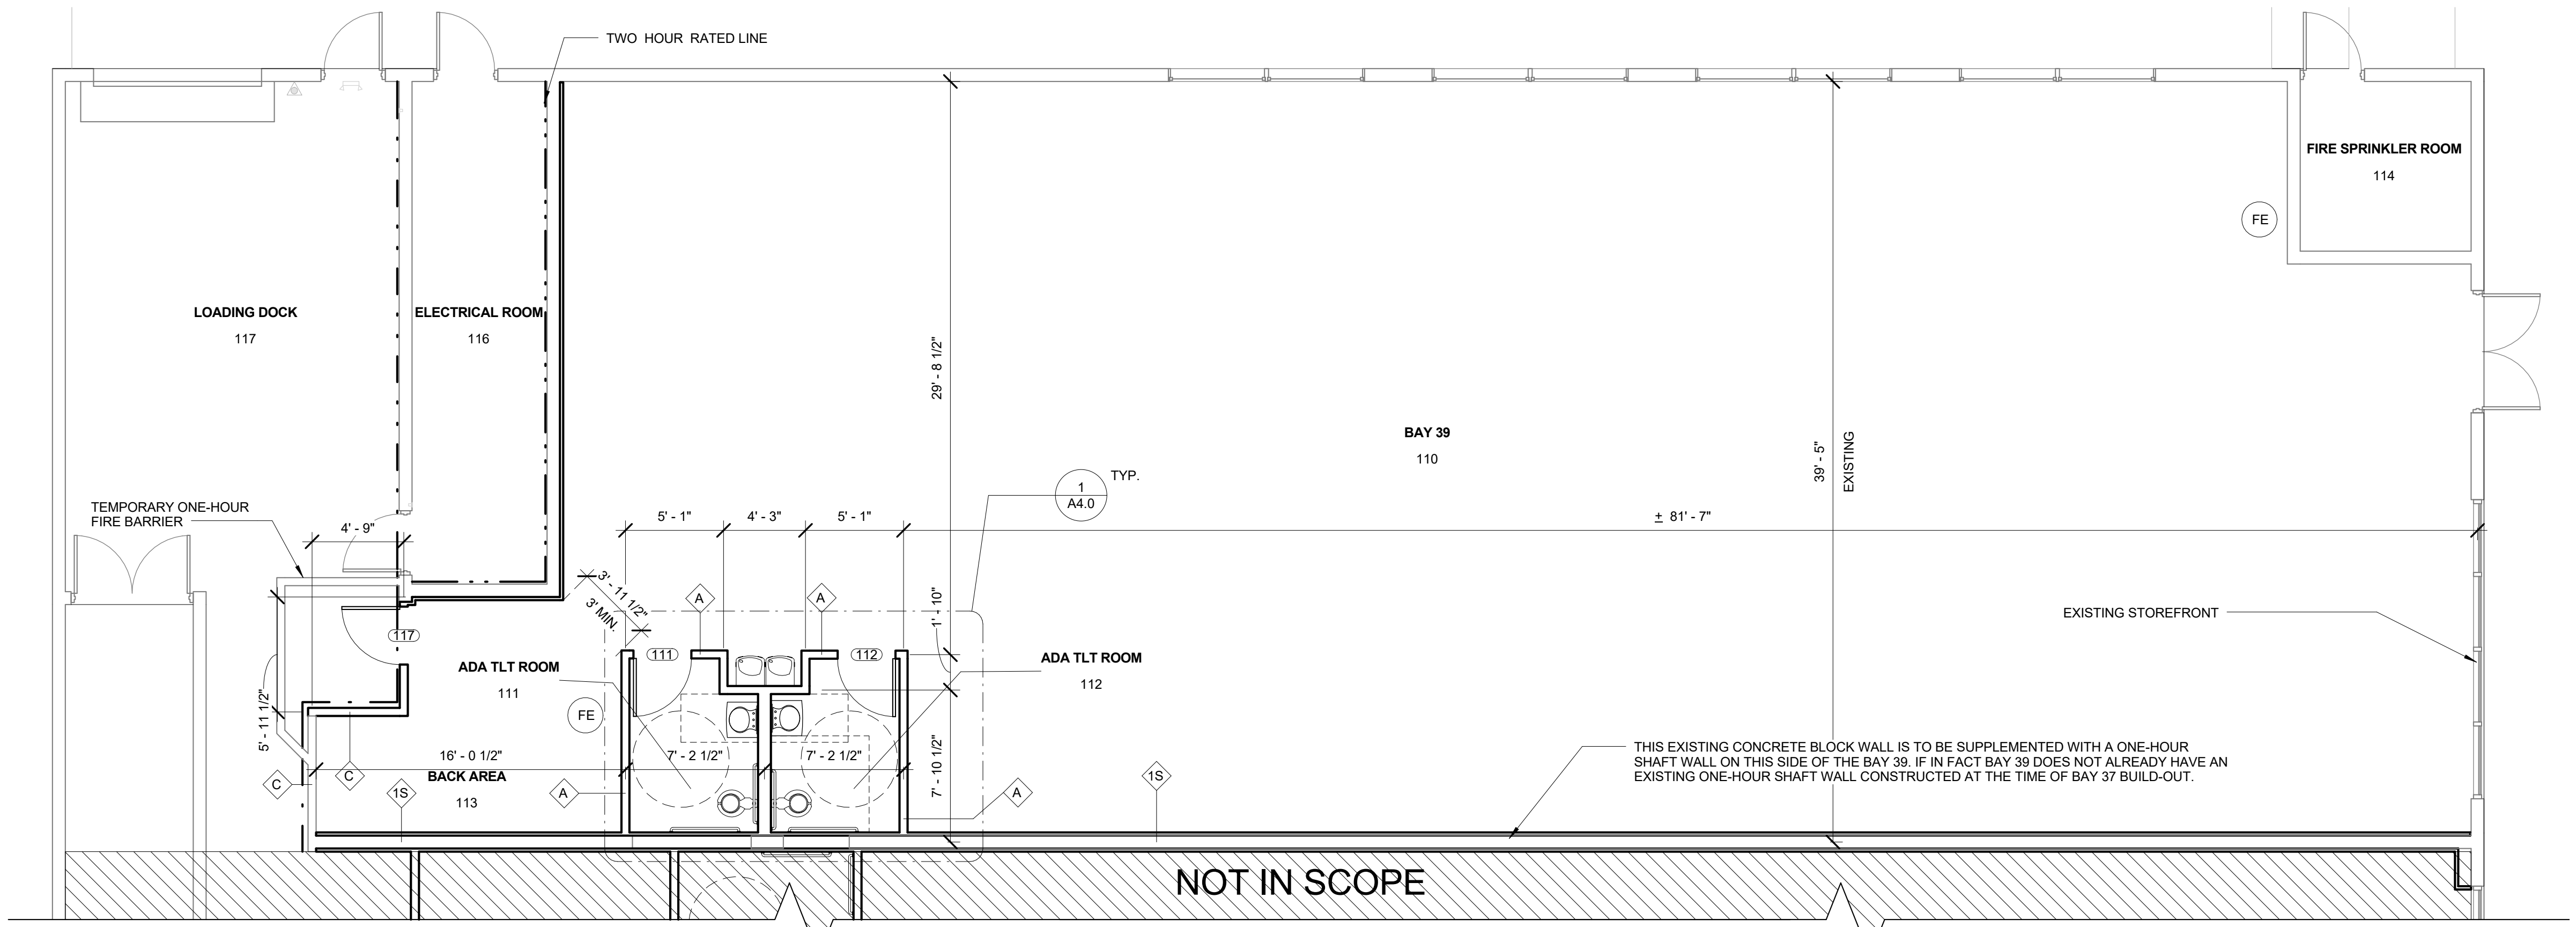 TWO HOUR RATED LINE
FIRE SPRINKLER ROOM
114
FE
LOADING DOCK
117
ELECTRICAL ROOM
116
29' - 8 1/2"
BAY 39
110
39' - 5"
EXISTING
1
A4.0
TYP.
TEMPORARY ONE-HOUR
FIRE BARRIER
4' - 9"
5' - 1"
4' - 3"
5' - 1"
± 81' - 7"
3' - 11 1/2"
3' MIN.
A
A
1' - 10"
EXISTING STOREFRONT
117
111
112
ADA TLT ROOM
111
ADA TLT ROOM
112
FE
5' - 11 1/2"
16' - 0 1/2"
7' - 2 1/2"
7' - 2 1/2"
7' - 10 1/2"
BACK AREA
113
C
C
1S
A
A
1S
THIS EXISTING CONCRETE BLOCK WALL IS TO BE SUPPLEMENTED WITH A ONE-HOUR
SHAFT WALL ON THIS SIDE OF THE BAY 39. IF IN FACT BAY 39 DOES NOT ALREADY HAVE AN
EXISTING ONE-HOUR SHAFT WALL CONSTRUCTED AT THE TIME OF BAY 37 BUILD-OUT.
NOT IN SCOPE